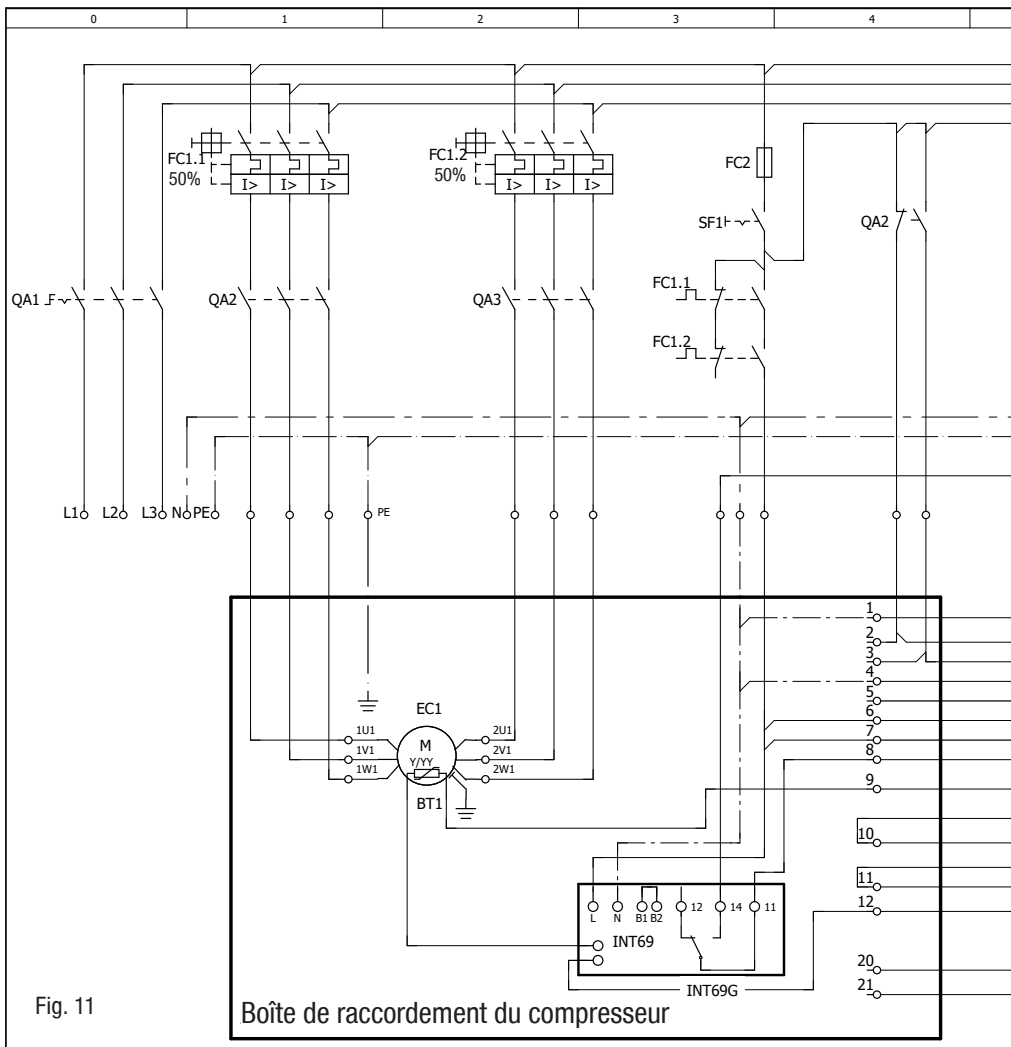 0 1 2 3 4
FC1.1
50%
I> I> I>
FC1.2
50%
I> I> I>
FC2
SF1
QA2
QA1
QA2
QA3
FC1.1
FC1.2
L1 L2 L3 N PE PE
1
2
3
4
5
6
7
8
9
10
11
12
20
21
EC1
1U1
1V1
1W1
M
Y/YY
2U1
2V1
2W1
BT1
L N B1 B2 12 14 11
INT69
INT69G
Fig. 11
Boîte de raccordement du compresseur